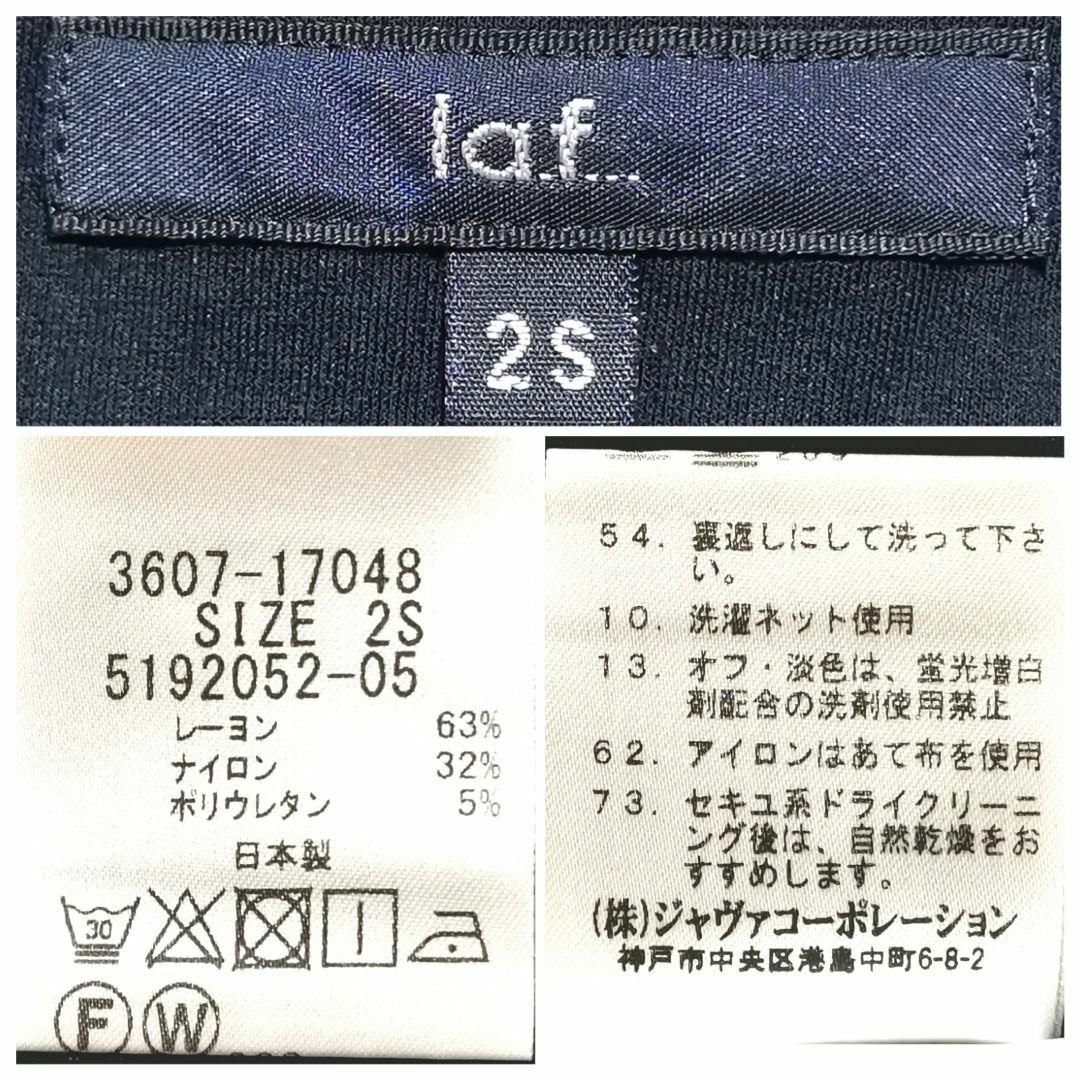 laf...
2S
3607-17048
SIZE 2S
5192052-05
レーヨン 63%
ナイロン 32%
ポリウレタン 5%
日本製
30
F W
54. 裏返しにして洗って下さ
い。
10. 洗濯ネット使用
13. オフ・淡色は、蛍光増白
剤配合の洗剤使用禁止
62. アイロンはあて布を使用
73. セキユ系ドライクリーニ
ング後は、自然乾燥をお
すすめします。
(株)ジャヴァコーポレーション
神戸市中央区港島中町6-8-2